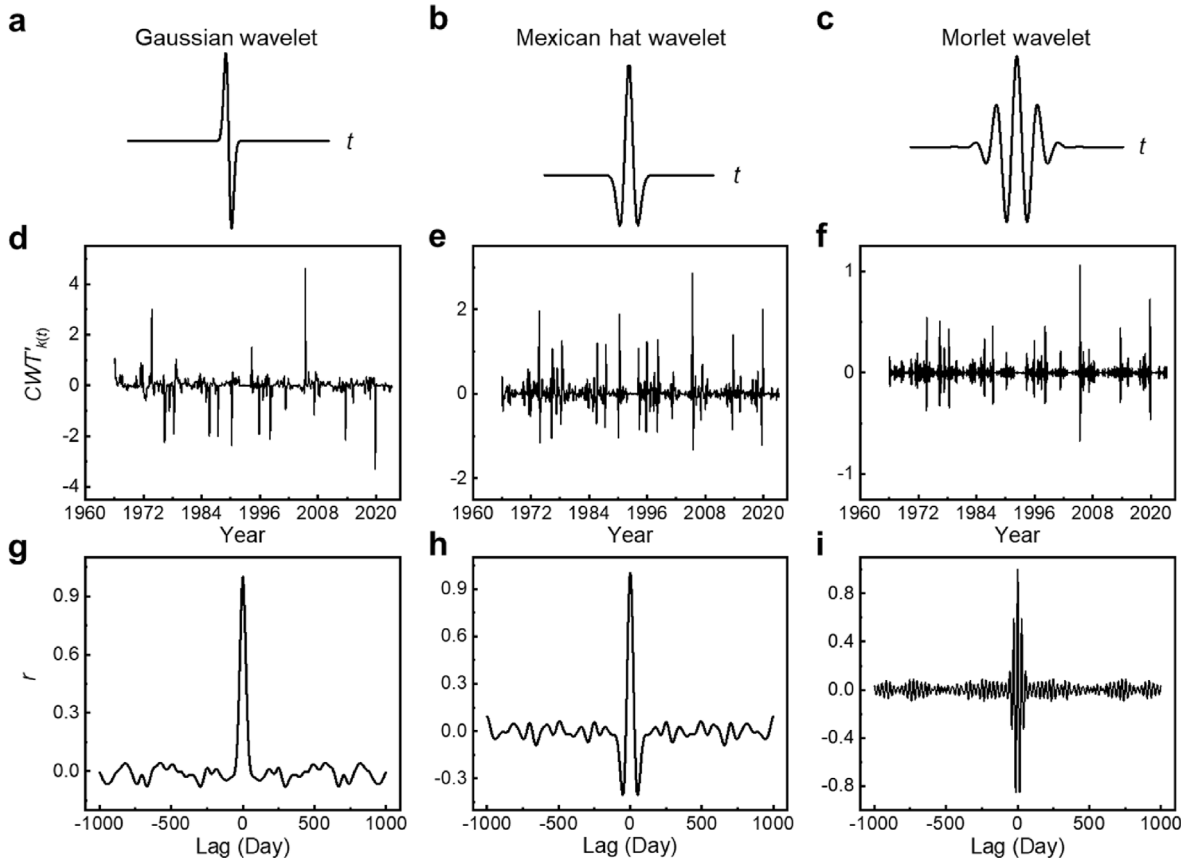 a
Gaussian wavelet
t
b
Mexican hat wavelet
t
c
Morlet wavelet
t
d
CWT'k(t)
4
2
0
-2
-4
1960 1972 1984 1996 2008 2020
Year
e
2
0
-2
1960 1972 1984 1996 2008 2020
Year
f
1
0
-1
1960 1972 1984 1996 2008 2020
Year
g
r
0.9
0.6
0.3
0.0
-1000 -500 0 500 1000
Lag (Day)
h
0.9
0.6
0.3
0.0
-0.3
-1000 -500 0 500 1000
Lag (Day)
i
0.8
0.4
0.0
-0.4
-0.8
-1000 -500 0 500 1000
Lag (Day)